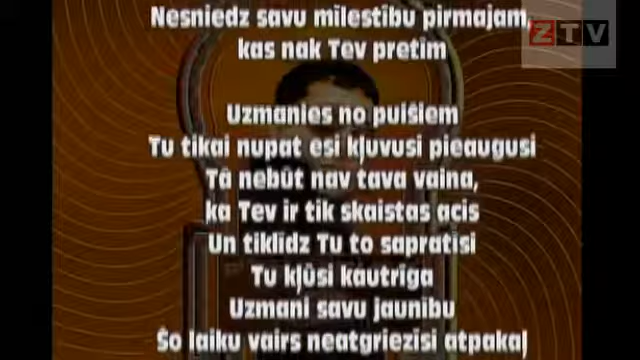 Nesniedz savu mīlestību pirmajam,
kas nak Tev pretim
ZTV
Uzmanies no puišiem
Tu tikai nupat esi kļuvusi pieaugusi
Tā nebūt nav tava vaina,
ka Tev ir tik skaistas acis
Un tiklīdz Tu to sapratīsi
Tu kļūsi kautrīga
Uzmani savu jaunību
Šo laiku vairs neatgriezīsi atpakaļ